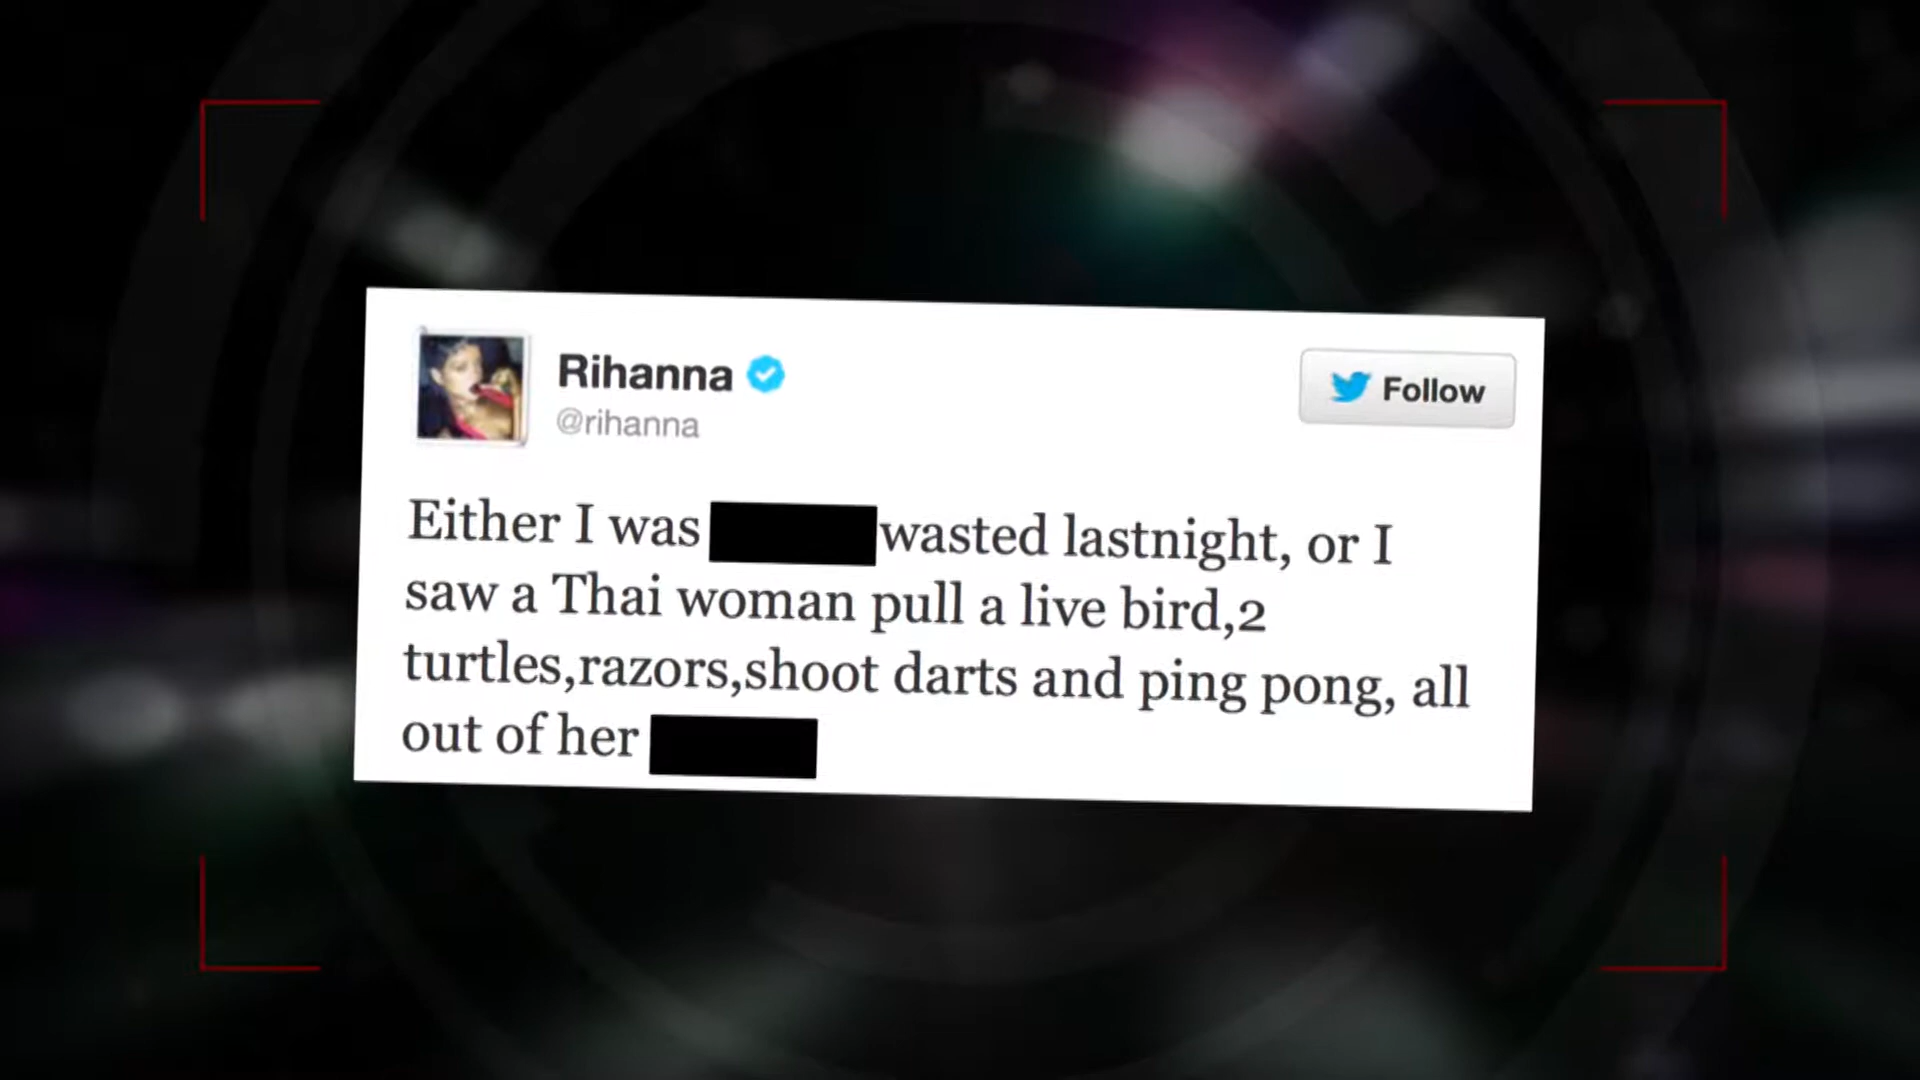 Rihanna
@rihanna
Follow
Either I was wasted lastnight, or I
saw a Thai woman pull a live bird,2
turtles,razors,shoot darts and ping pong, all
out of her